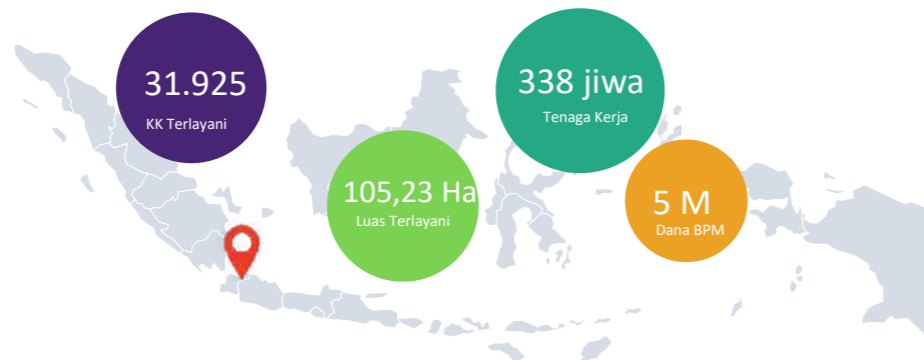 31.925
KK Terlayani
105,23 Ha
Luas Terlayani
338 jiwa
Tenaga Kerja
5 M
Dana BPM